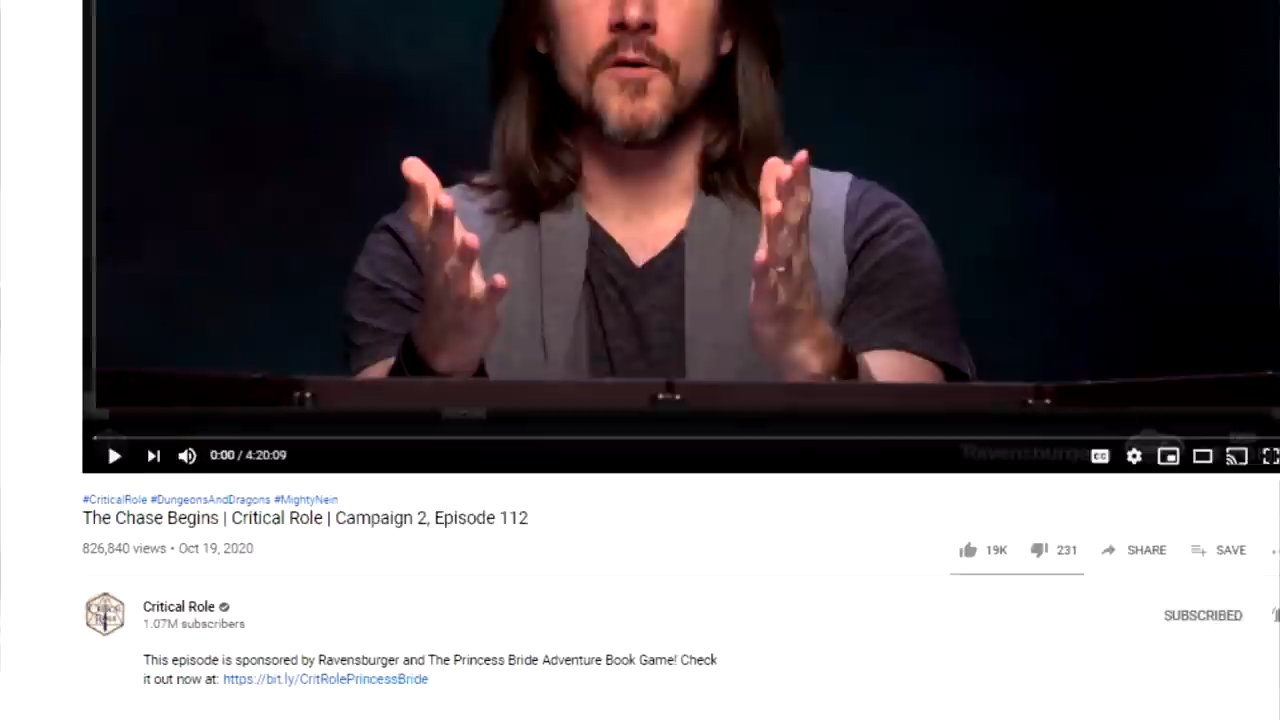 0:00 / 4:20:09
Ravensburger
CC
#CriticalRole #DungeonsAndDragons #MightyNein
The Chase Begins | Critical Role | Campaign 2, Episode 112
826,840 views • Oct 19, 2020
19K 231 SHARE SAVE
Critical Role
1.07M subscribers
SUBSCRIBED
This episode is sponsored by Ravensburger and The Princess Bride Adventure Book Game! Check
it out now at: https://bit.ly/CritRolePrincessBride